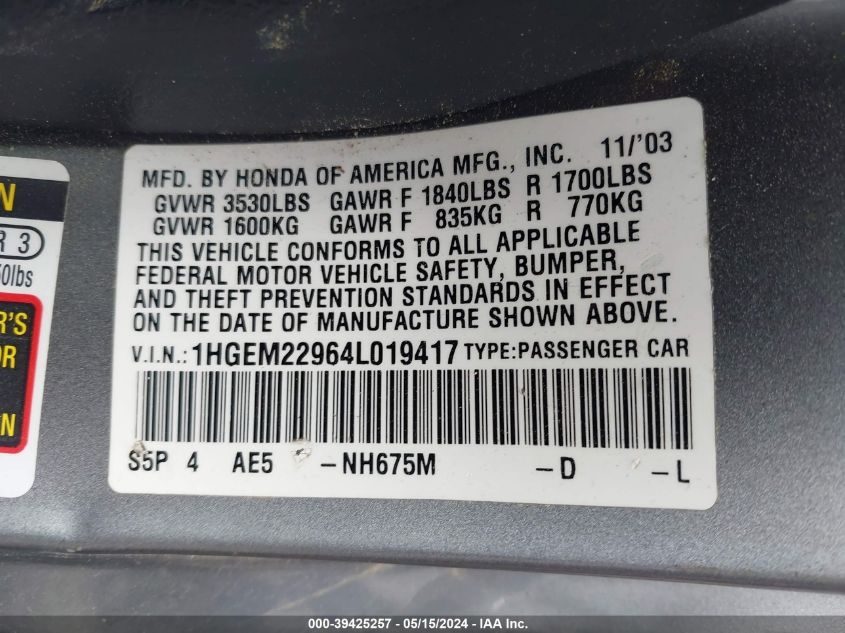 MFD. BY HONDA OF AMERICA MFG., INC. 11/'03
GVWR 3530LBS GAWR F 1840LBS R 1700LBS
GVWR 1600KG GAWR F 835KG R 770KG
THIS VEHICLE CONFORMS TO ALL APPLICABLE
FEDERAL MOTOR VEHICLE SAFETY, BUMPER,
AND THEFT PREVENTION STANDARDS IN EFFECT
ON THE DATE OF MANUFACTURE SHOWN ABOVE.
V.I.N.: 1HGEM22964L019417 TYPE:PASSENGER CAR
S5P 4 AE5 -NH675M -D -L
N
R 3
50lbs
R'S
OR
N
000-39425257 - 05/15/2024 - IAA Inc.